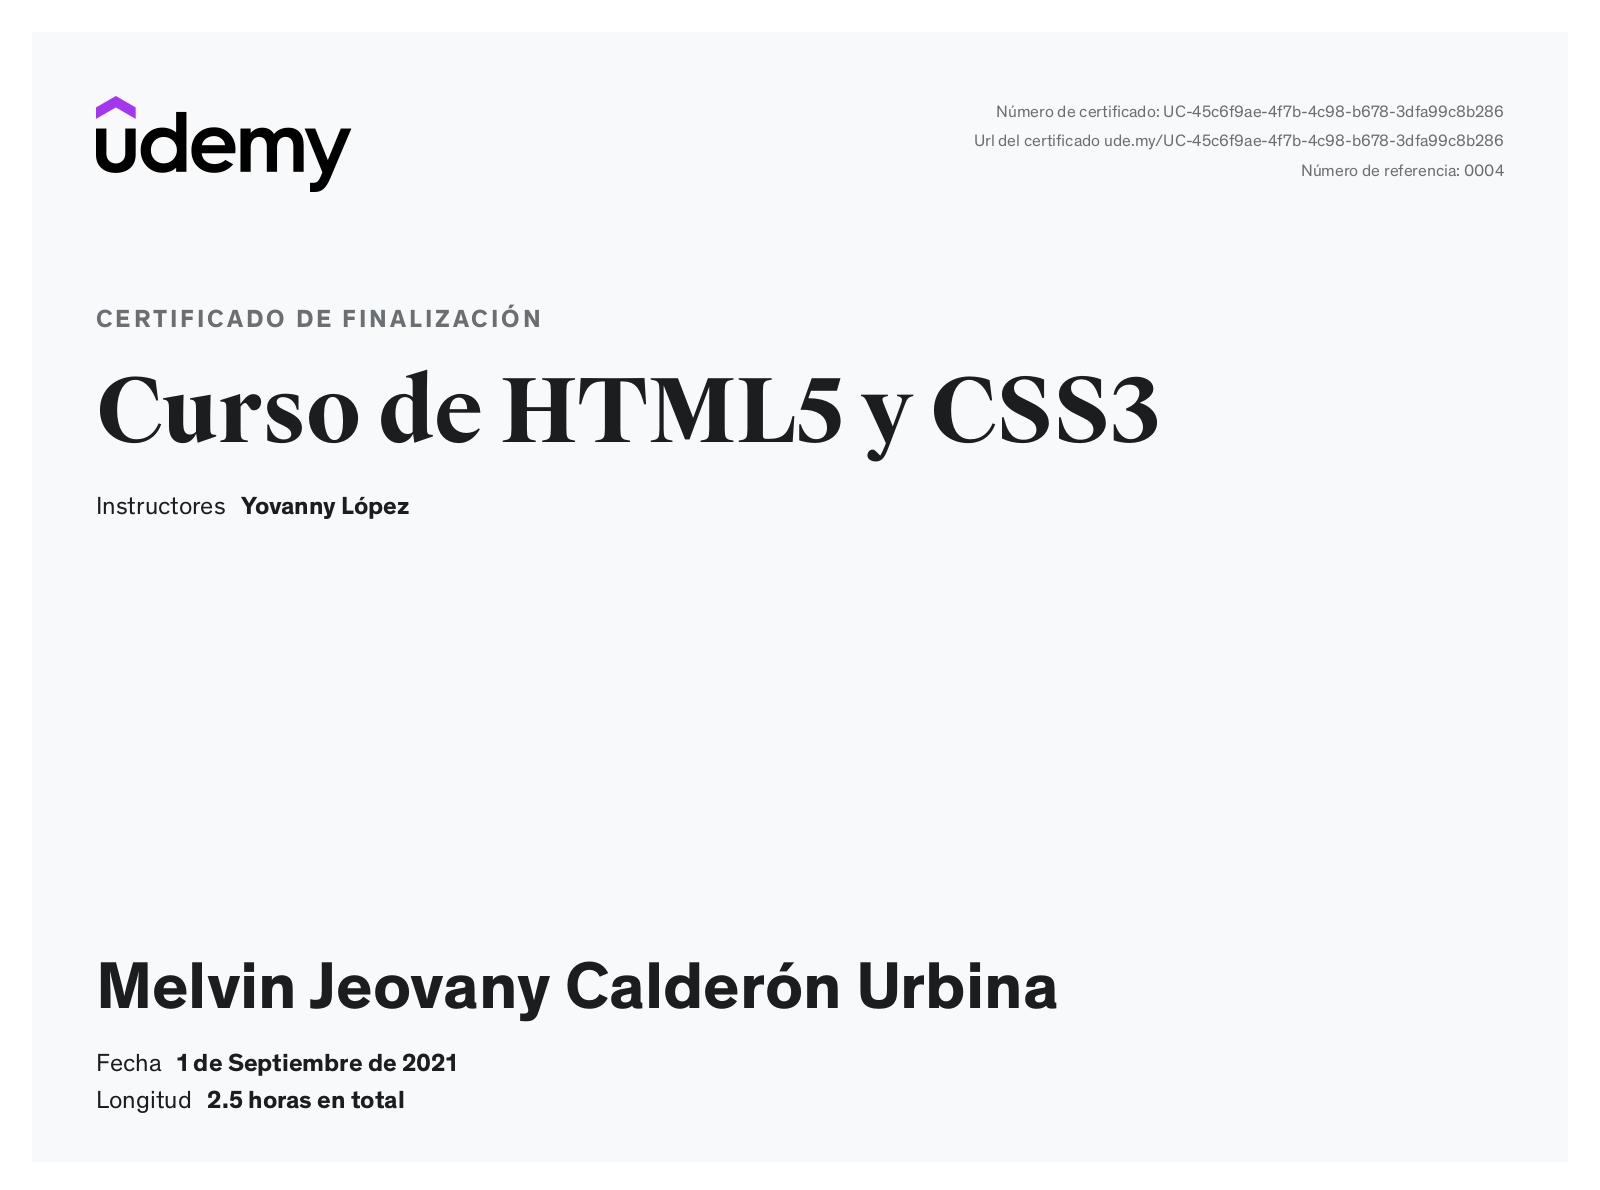 udemy
Número de certificado: UC-45c6f9ae-4f7b-4c98-b678-3dfa99c8b286
Url del certificado ude.my/UC-45c6f9ae-4f7b-4c98-b678-3dfa99c8b286
Número de referencia: 0004
CERTIFICADO DE FINALIZACIÓN
Curso de HTML5 y CSS3
Instructores Yovanny López
Melvin Jeovany Calderón Urbina
Fecha 1 de Septiembre de 2021
Longitud 2.5 horas en total